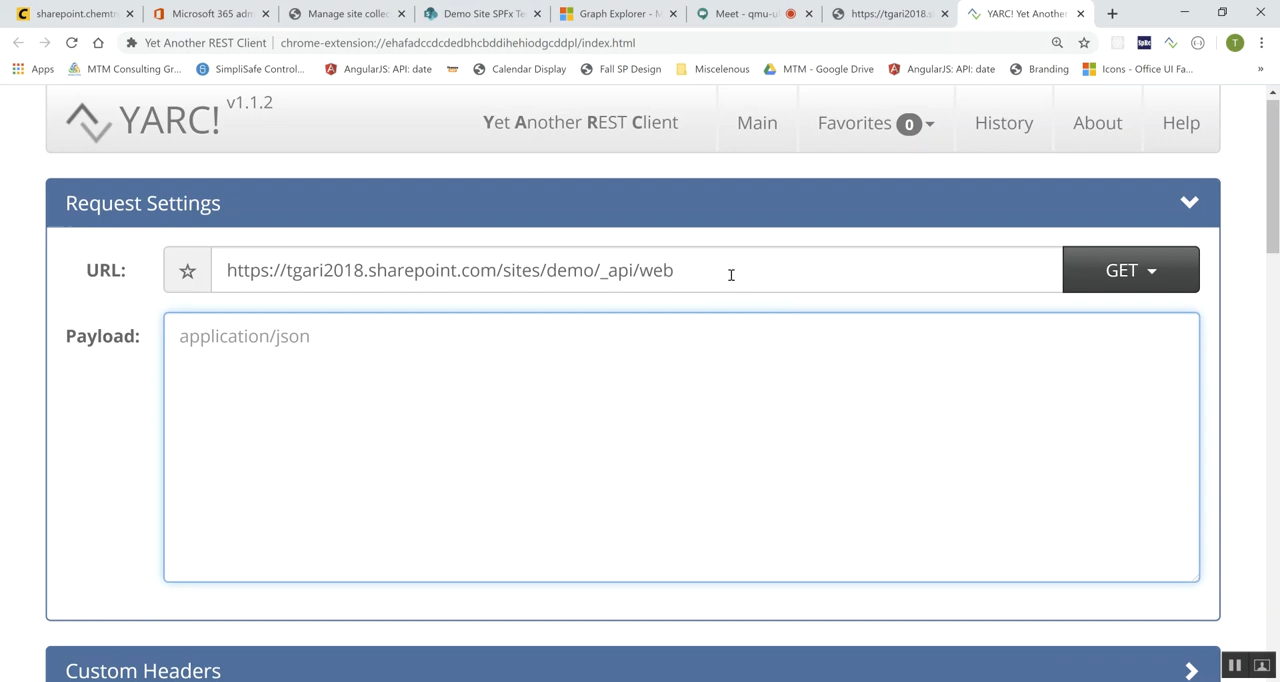 sharepoint.chemtr
Microsoft 365 adm
Manage site collec
Demo Site SPFx Te
Graph Explorer - M
Meet - qmu-u
https://tgari2018.s
YARC! Yet Another
Yet Another REST Client
chrome-extension://ehafadccdcdedbhcbddihehiodgcddpl/index.html
T
Apps
MTM Consulting Gr...
SimpliSafe Control...
AngularJS: API: date
Calendar Display
Fall SP Design
Miscelenous
MTM - Google Drive
AngularJS: API: date
Branding
Icons - Office UI Fa...
»
YARC! v1.1.2
Yet Another REST Client
Main
Favorites 0
History
About
Help
Request Settings
URL:
https://tgari2018.sharepoint.com/sites/demo/_api/web
GET
Payload:
application/json
Custom Headers